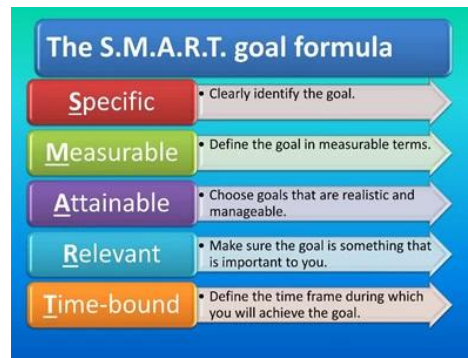 The S.M.A.R.T. goal formula
Specific
• Clearly identify the goal.
Measurable
• Define the goal in measurable terms.
Attainable
• Choose goals that are realistic and
manageable.
Relevant
• Make sure the goal is something that
is important to you.
Time-bound
• Define the time frame during which
you will achieve the goal.